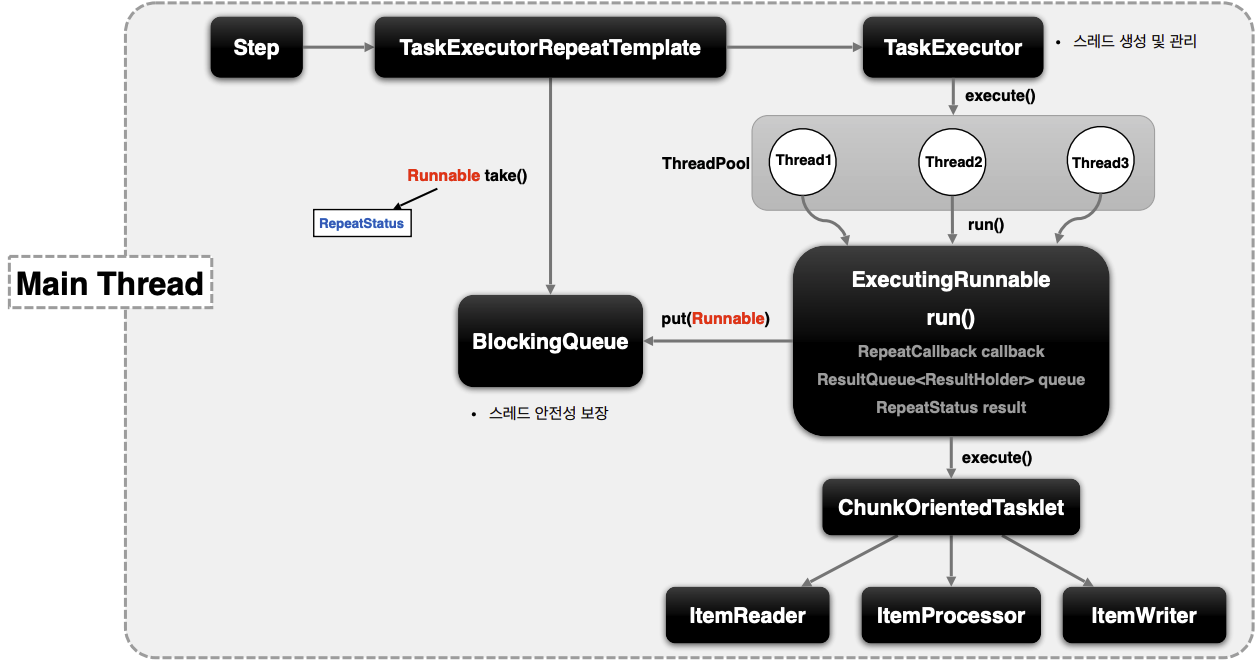 Step
TaskExecutorRepeatTemplate
TaskExecutor
• 스레드 생성 및 관리
execute()
ThreadPool
Thread1
Thread2
Thread3
Runnable take()
RepeatStatus
run()
Main Thread
ExecutingRunnable
run()
RepeatCallback callback
ResultQueue<ResultHolder> queue
RepeatStatus result
put(Runnable)
BlockingQueue
• 스레드 안전성 보장
execute()
ChunkOrientedTasklet
ItemReader
ItemProcessor
ItemWriter